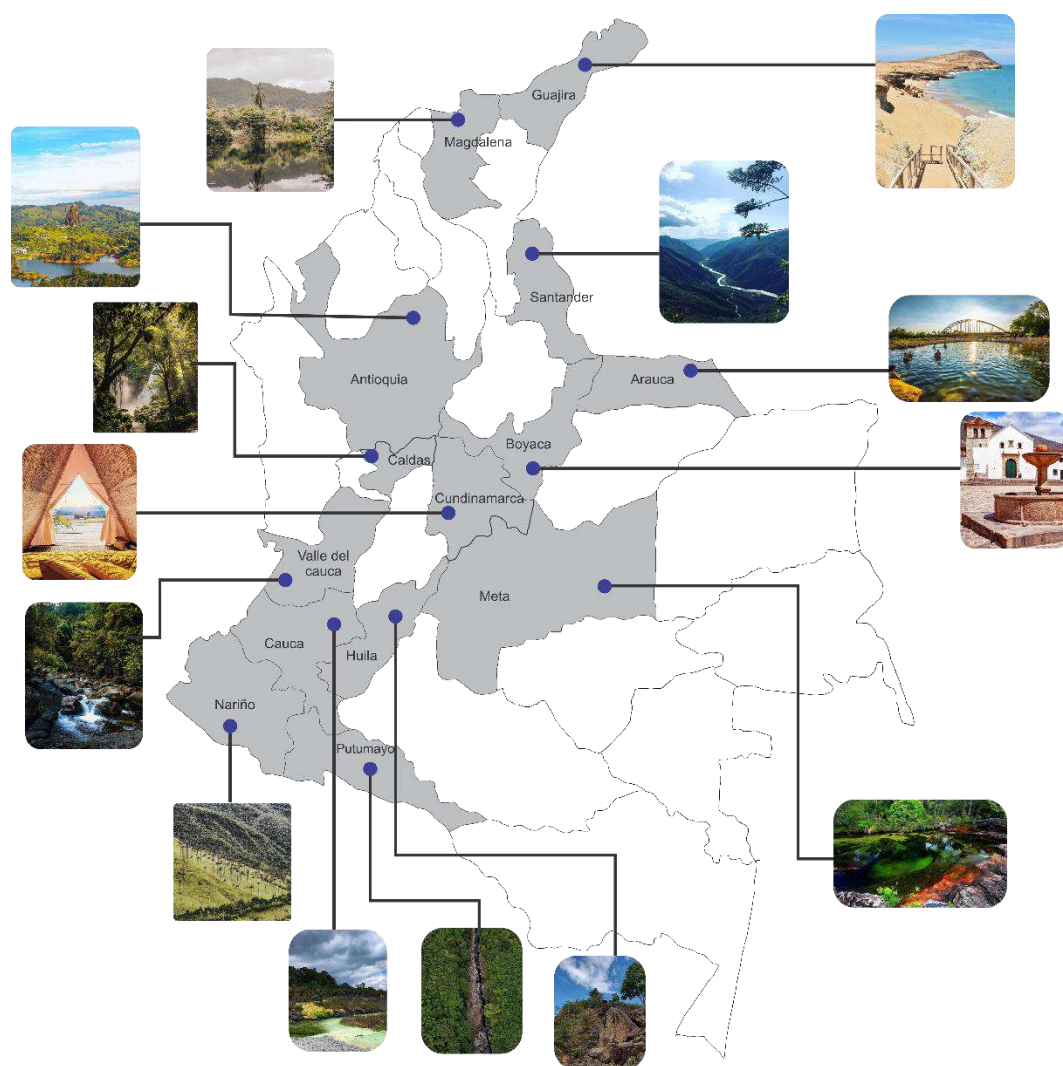 Guajira
Magdalena
Santander
Antioquia
Arauca
Boyaca
Caldas
Cundinamarca
Valle del
cauca
Meta
Cauca
Huila
Nariño
Putumayo